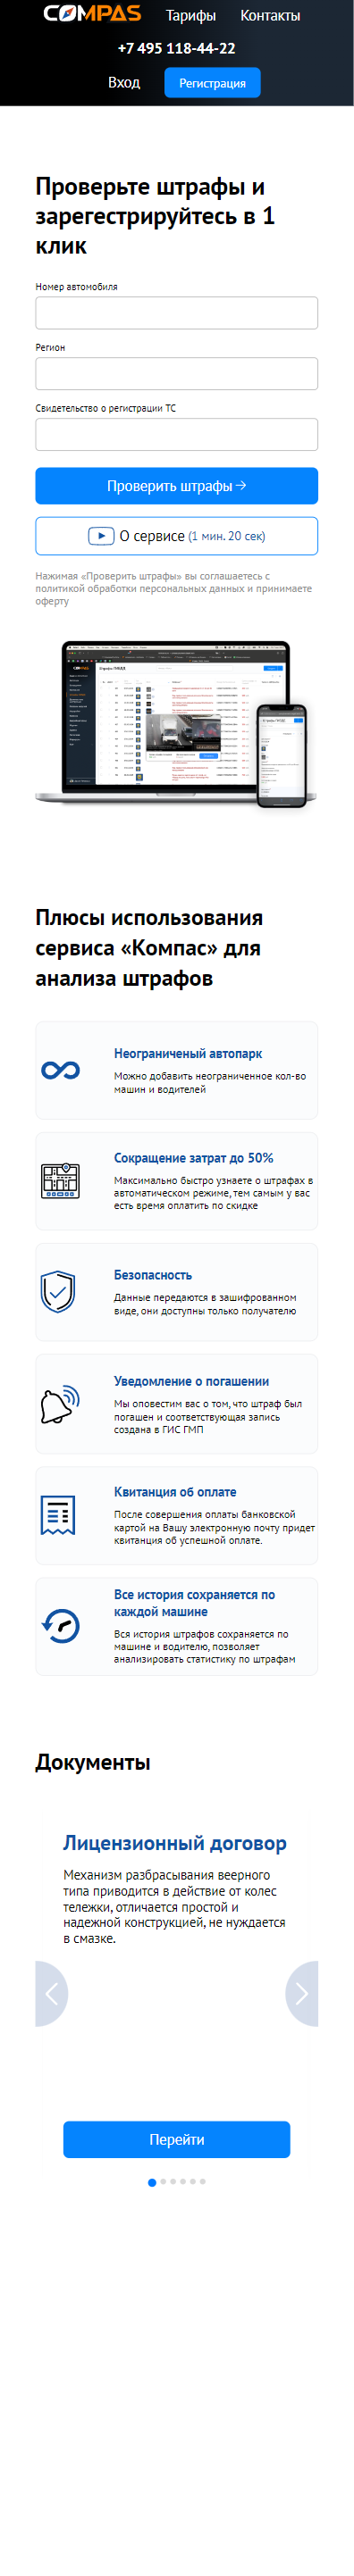 COMPAS Тарифы Контакты
+7 495 118-44-22
Вход Регистрация
Проверьте штрафы и
зарегестрируйтесь в 1
клик
Номер автомобиля
Регион
Свидетельство о регистрации ТС
Проверить штрафы →
О сервисе (1 мин. 20 сек)
Нажимая «Проверить штрафы» вы соглашаетесь с
политикой обработки персональных данных и принимаете
оферту
Плюсы использования
сервиса «Компас» для
анализа штрафов
Неограниченый автопарк
Можно добавить неограниченное кол-во
машин и водителей
Сокращение затрат до 50%
Максимально быстро узнаете о штрафах в
автоматическом режиме, тем самым у вас
есть время оплатить по скидке
Безопасность
Данные передаются в зашифрованном
виде, они доступны только получателю
Уведомление о погашении
Мы оповестим вас о том, что штраф был
погашен и соответствующая запись
создана в ГИС ГМП
Квитанция об оплате
После совершения оплаты банковской
картой на Вашу электронную почту придет
квитанция об успешной оплате.
Все история сохраняется по
каждой машине
Вся история штрафов сохраняется по
машине и водителю, позволяет
анализировать статистику по штрафам
Документы
Лицензионный договор
Механизм разбрасывания веерного
типа приводится в действие от колес
тележки, отличается простой и
надежной конструкцией, не нуждается
в смазке.
Перейти